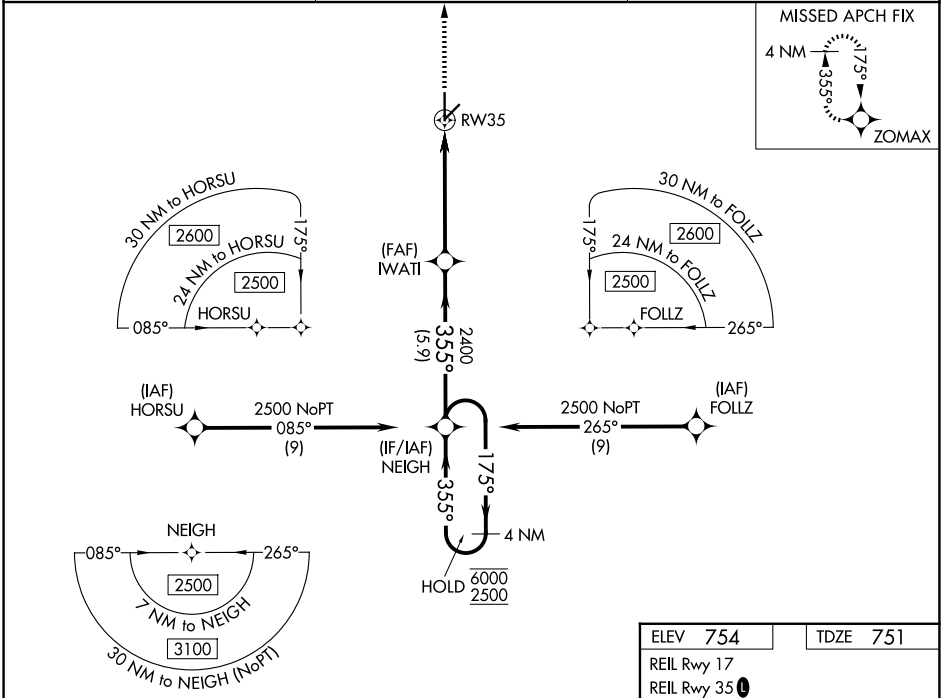 MISSED APCH FIX
4 NM
175°
355°
ZOMAX
RW35
30 NM to HORSU
2600
175°
24 NM to HORSU
2500
HORSU
085°
30 NM to FOLLZ
2600
175°
24 NM to FOLLZ
2500
FOLLZ
265°
(FAF)
IWATI
2400
355°
(5.9)
(IAF)
HORSU
2500 NoPT
085°
(9)
(IF/IAF)
NEIGH
2500 NoPT
265°
(9)
(IAF)
FOLLZ
175°
355°
4 NM
HOLD
6000
2500
NEIGH
085°
265°
2500
7 NM to NEIGH
3100
30 NM to NEIGH (NoPT)
ELEV 754
TDZE 751
REIL Rwy 17
REIL Rwy 35 L